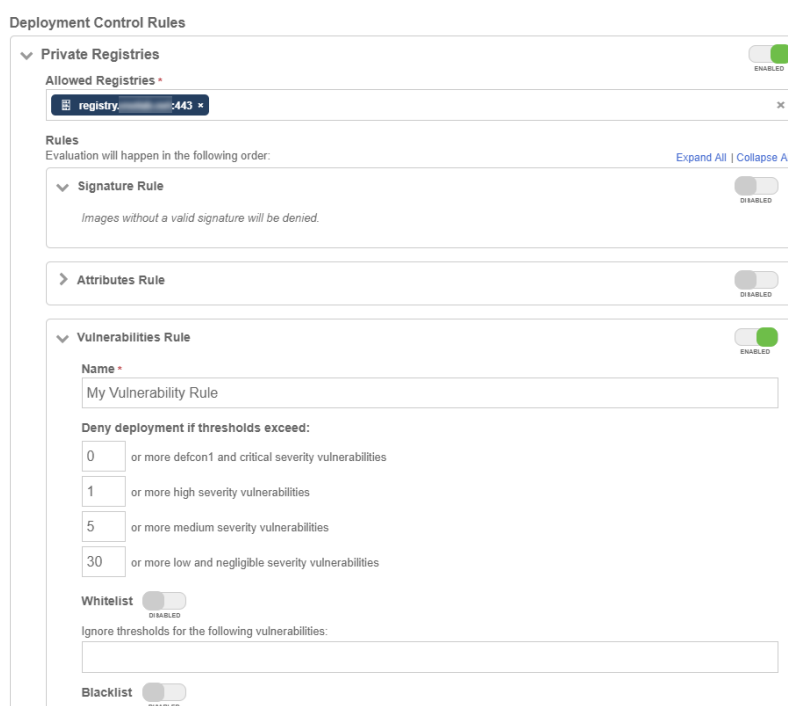 Deployment Control Rules
Private Registries
ENABLED
Allowed Registries *
registry. :443 ×
×
Rules
Evaluation will happen in the following order:
Expand All | Collapse A
Signature Rule
DISABLED
Images without a valid signature will be denied.
Attributes Rule
DISABLED
Vulnerabilities Rule
ENABLED
Name *
My Vulnerability Rule
Deny deployment if thresholds exceed:
0 or more defcon1 and critical severity vulnerabilities
1 or more high severity vulnerabilities
5 or more medium severity vulnerabilities
30 or more low and negligible severity vulnerabilities
Whitelist
DISABLED
Ignore thresholds for the following vulnerabilities:
Blacklist
DISABLED